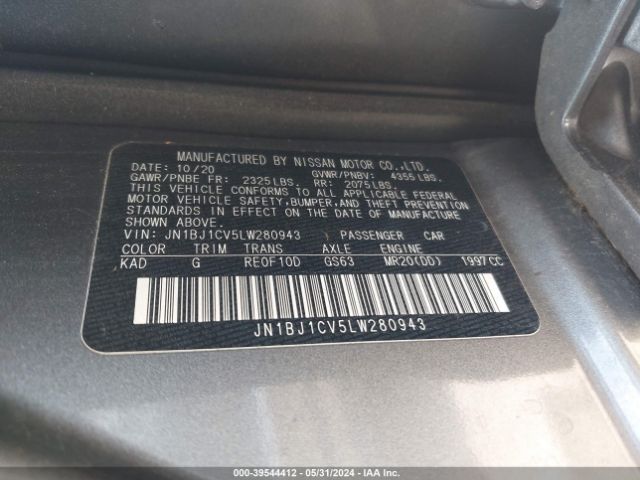 MANUFACTURED BY NISSAN MOTOR CO.,LTD.
DATE: 10/20 GVWR/PNBV: 4355 LBS.
GAWR/PNBE FR: 2325 LBS. RR: 2075 LBS.
THIS VEHICLE CONFORMS TO ALL APPLICABLE FEDERAL
MOTOR VEHICLE SAFETY, BUMPER, AND THEFT PREVENTION
STANDARDS IN EFFECT ON THE DATE OF MANUFACTURE
SHOWN ABOVE.
VIN: JN1BJ1CV5LW280943 PASSENGER CAR
COLOR TRIM TRANS AXLE ENGINE
KAD G RE0F10D GS63 MR20(DD) 1997CC
JN1BJ1CV5LW280943
000-39544412 - 05/31/2024 - IAA Inc.